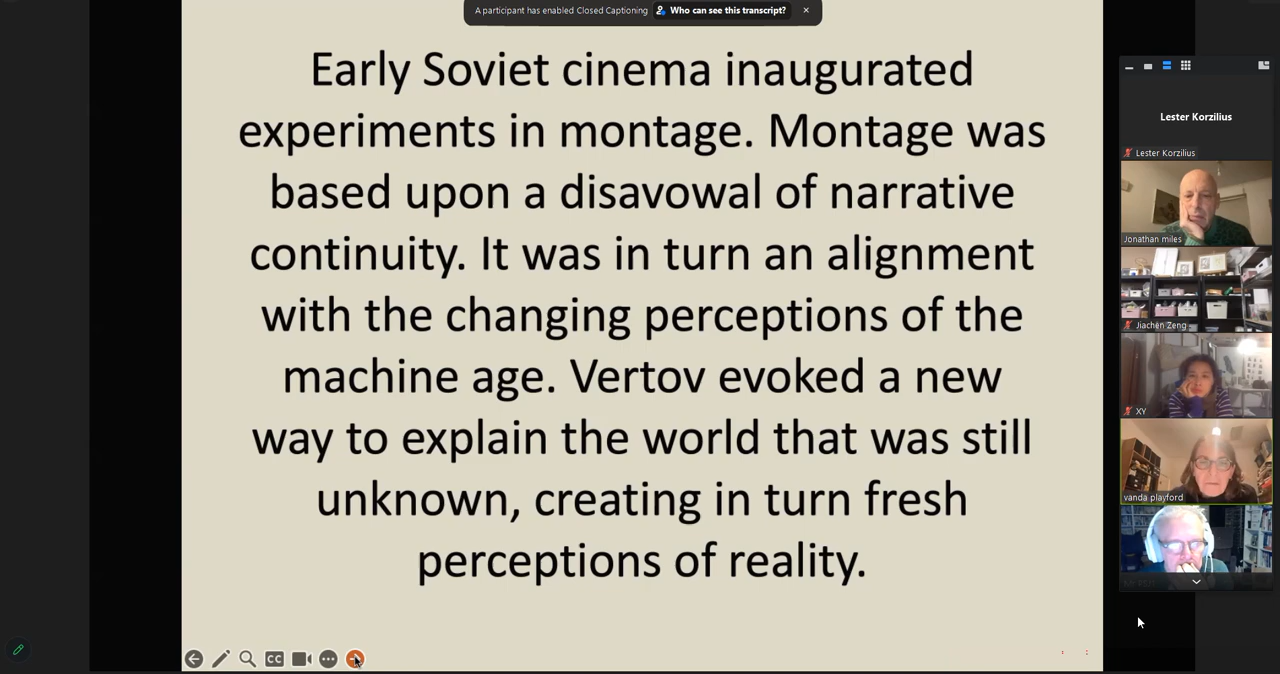 A participant has enabled Closed Captioning Who can see this transcript?
Early Soviet cinema inaugurated
experiments in montage. Montage was
based upon a disavowal of narrative
continuity. It was in turn an alignment
with the changing perceptions of the
machine age. Vertov evoked a new
way to explain the world that was still
unknown, creating in turn fresh
perceptions of reality.
CC
Lester Korzilius
Lester Korzilius
Jonathan miles
Jiachen Zeng
XY
vanda playford